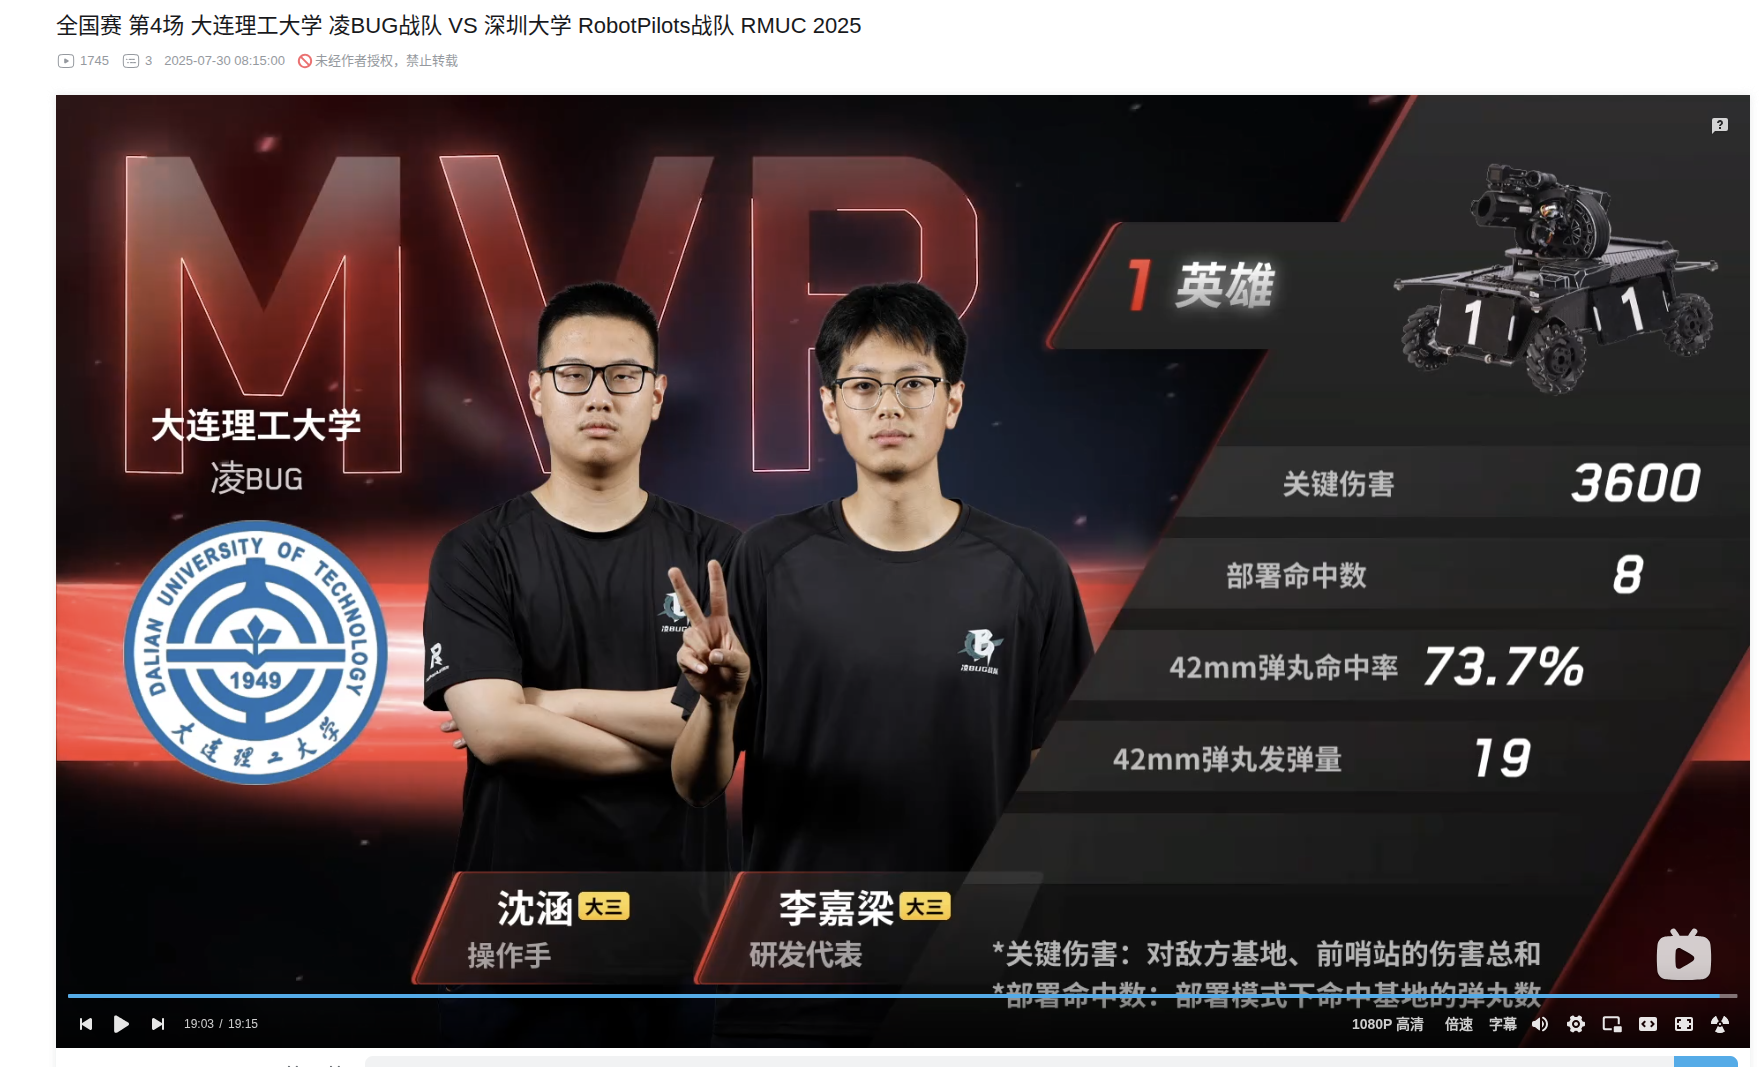 全国赛 第4场 大连理工大学 凌BUG战队 VS 深圳大学 RobotPilots战队 RMUC 2025
1745 3 2025-07-30 08:15:00 未经作者授权，禁止转载
MVP
1 英雄
1 1
大连理工大学
凌BUG
关键伤害 3600
部署命中数 8
DALIAN UNIVERSITY OF TECHNOLOGY
1949
大连理工大学
凌BUG战队
42mm弹丸命中率 73.7%
42mm弹丸发弹量 19
沈涵 大三
操作手
李嘉梁 大三
研发代表
*关键伤害：对敌方基地、前哨站的伤害总和
*部署命中数：部署模式下命中基地的弹丸数
19:03 / 19:15
1080P 高清 倍速 字幕